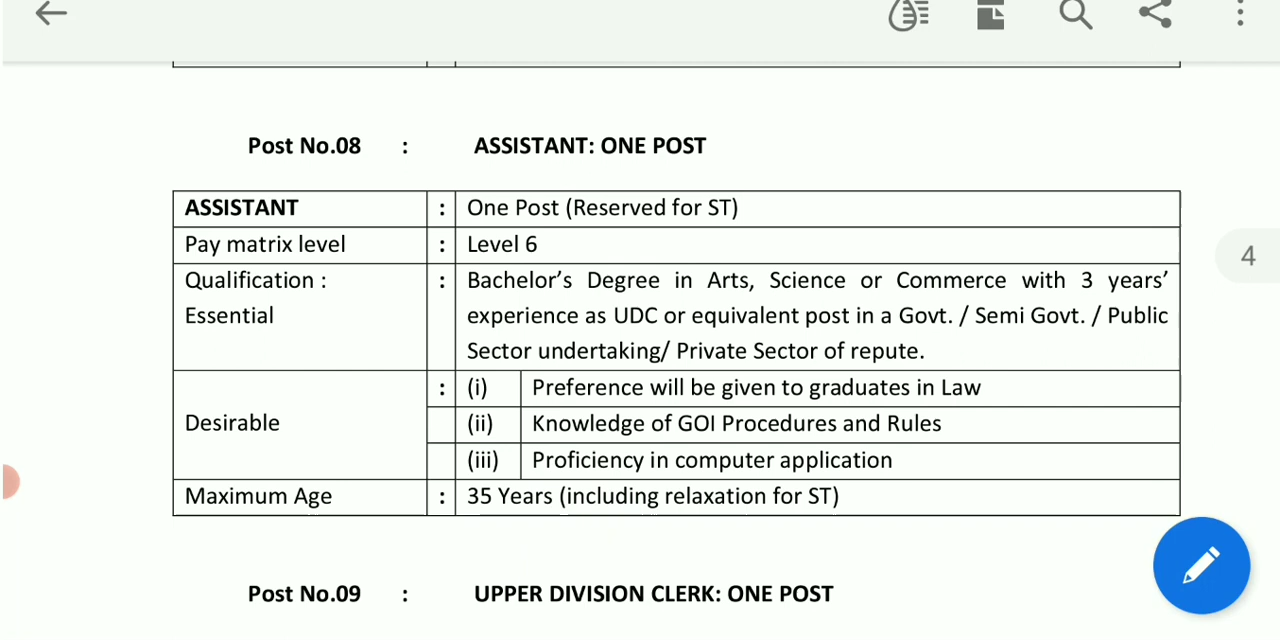 Post No.08 : ASSISTANT: ONE POST
ASSISTANT : One Post (Reserved for ST)
Pay matrix level : Level 6
Qualification : : Bachelor’s Degree in Arts, Science or Commerce with 3 years’
Essential experience as UDC or equivalent post in a Govt. / Semi Govt. / Public
Sector undertaking/ Private Sector of repute.
: (i) Preference will be given to graduates in Law
Desirable (ii) Knowledge of GOI Procedures and Rules
(iii) Proficiency in computer application
Maximum Age : 35 Years (including relaxation for ST)
Post No.09 : UPPER DIVISION CLERK: ONE POST
4